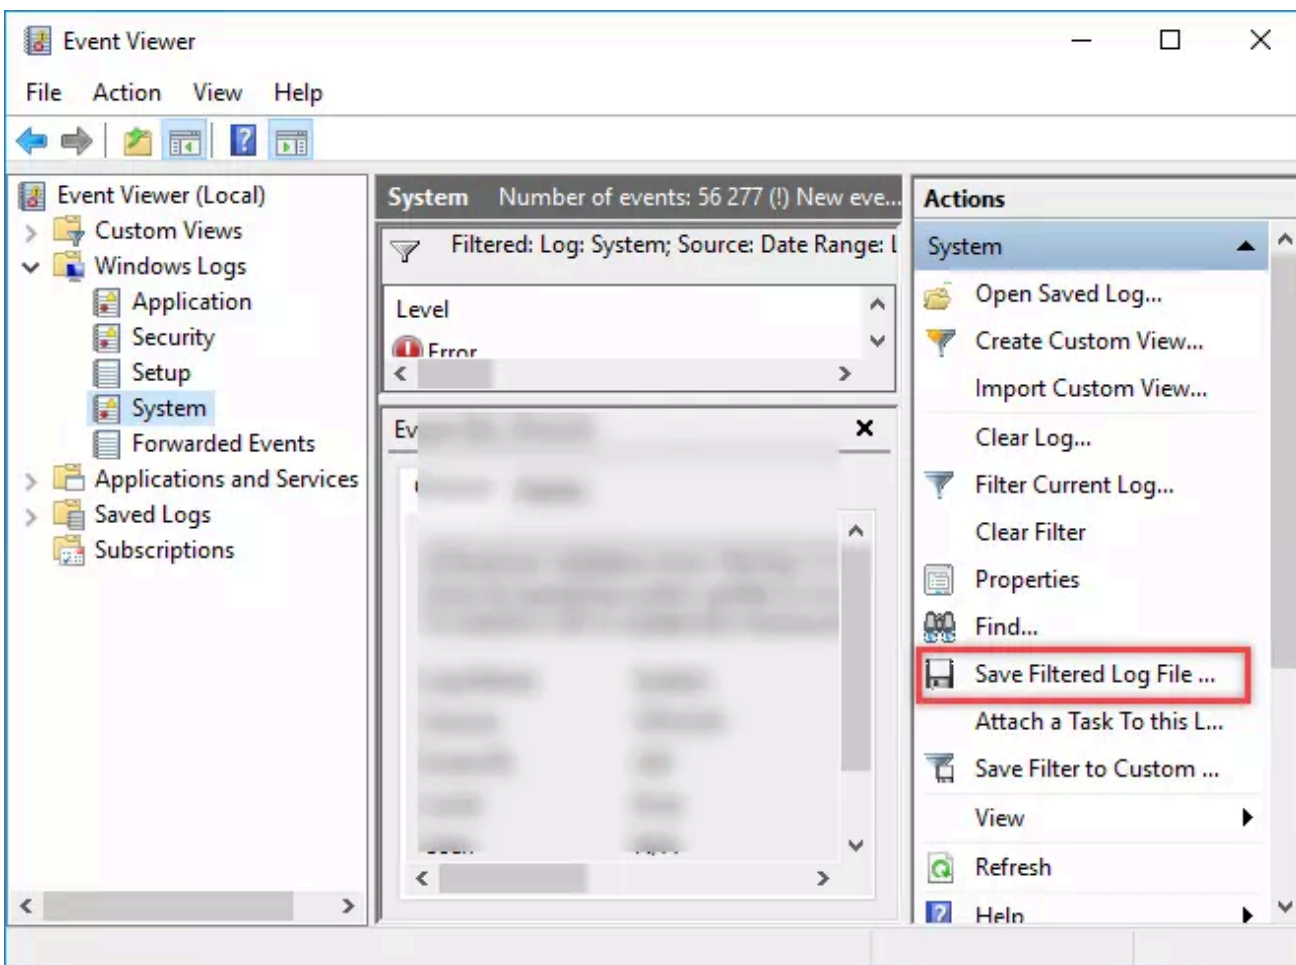 Event Viewer
File Action View Help
Event Viewer (Local)
Custom Views
Windows Logs
Application
Security
Setup
System
Forwarded Events
Applications and Services
Saved Logs
Subscriptions
System Number of events: 56 277 (!) New eve...
Filtered: Log: System; Source: Date Range: L
Level
Error
Ev
Actions
System
Open Saved Log...
Create Custom View...
Import Custom View...
Clear Log...
Filter Current Log...
Clear Filter
Properties
Find...
Save Filtered Log File ...
Attach a Task To this L...
Save Filter to Custom ...
View
Refresh
Help